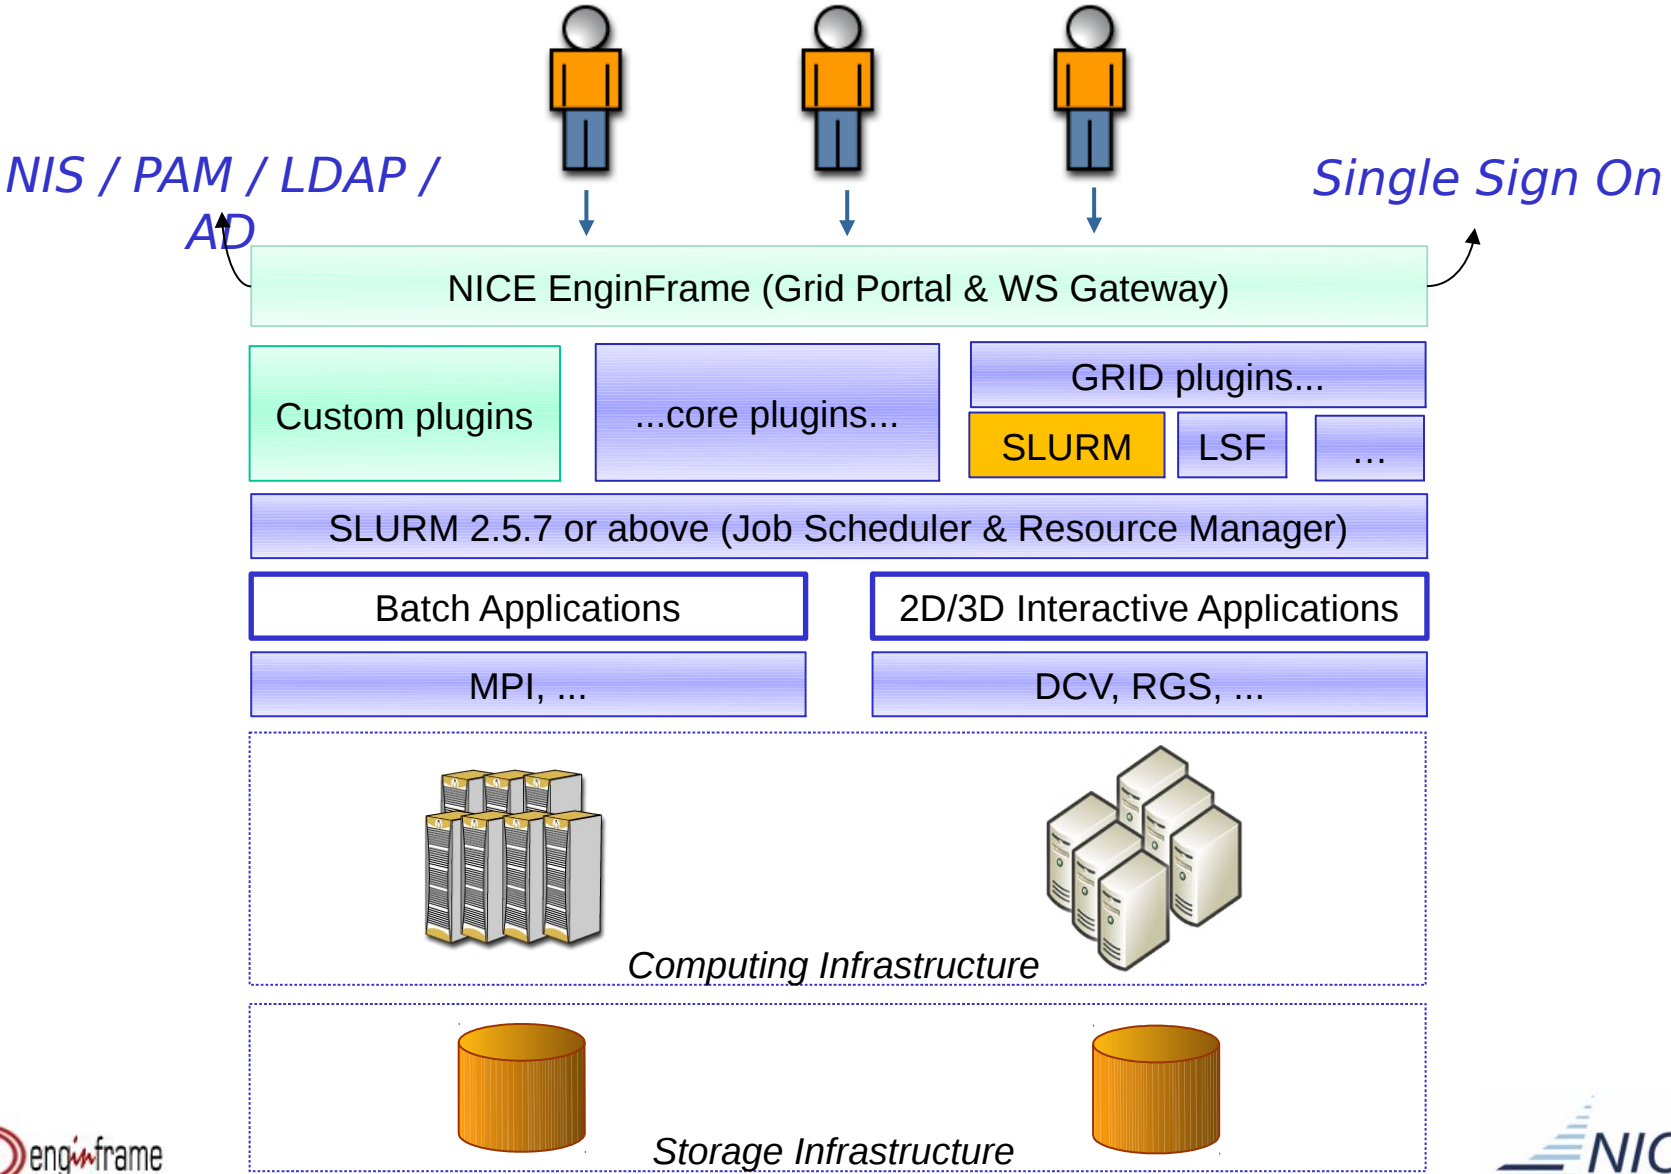 NIS / PAM / LDAP /
AD
Single Sign On
NICE EnginFrame (Grid Portal & WS Gateway)
Custom plugins
...core plugins...
GRID plugins...
SLURM
LSF
...
SLURM 2.5.7 or above (Job Scheduler & Resource Manager)
Batch Applications
2D/3D Interactive Applications
MPI, ...
DCV, RGS, ...
Computing Infrastructure
Storage Infrastructure
enginframe
NIC